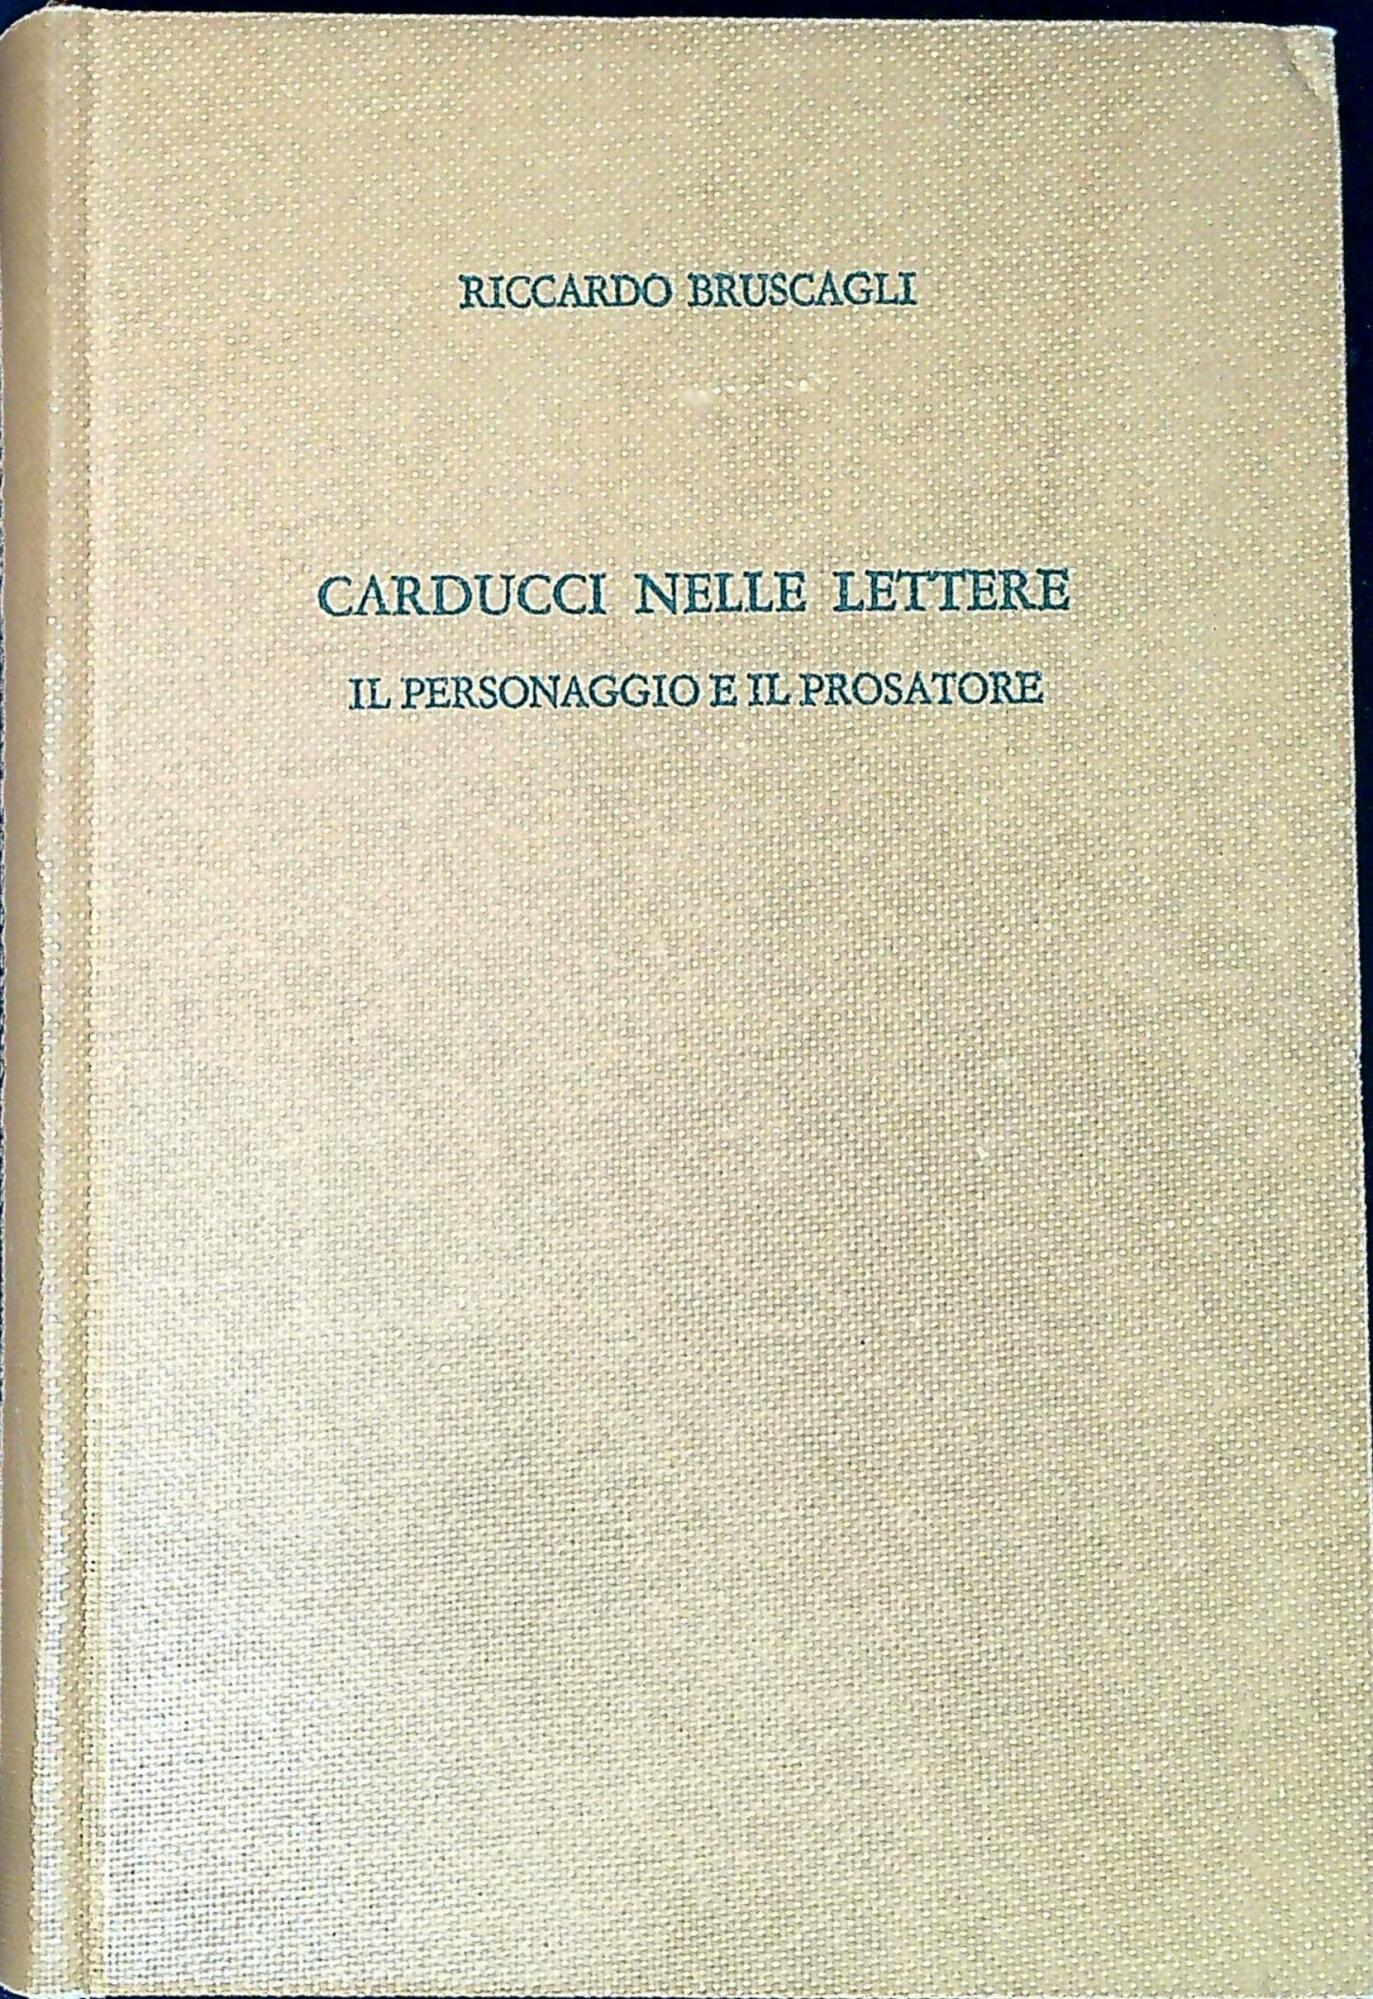 RICCARDO BRUSCAGLI
CARDUCCI NELLE LETTERE
IL PERSONAGGIO E IL PROSATORE